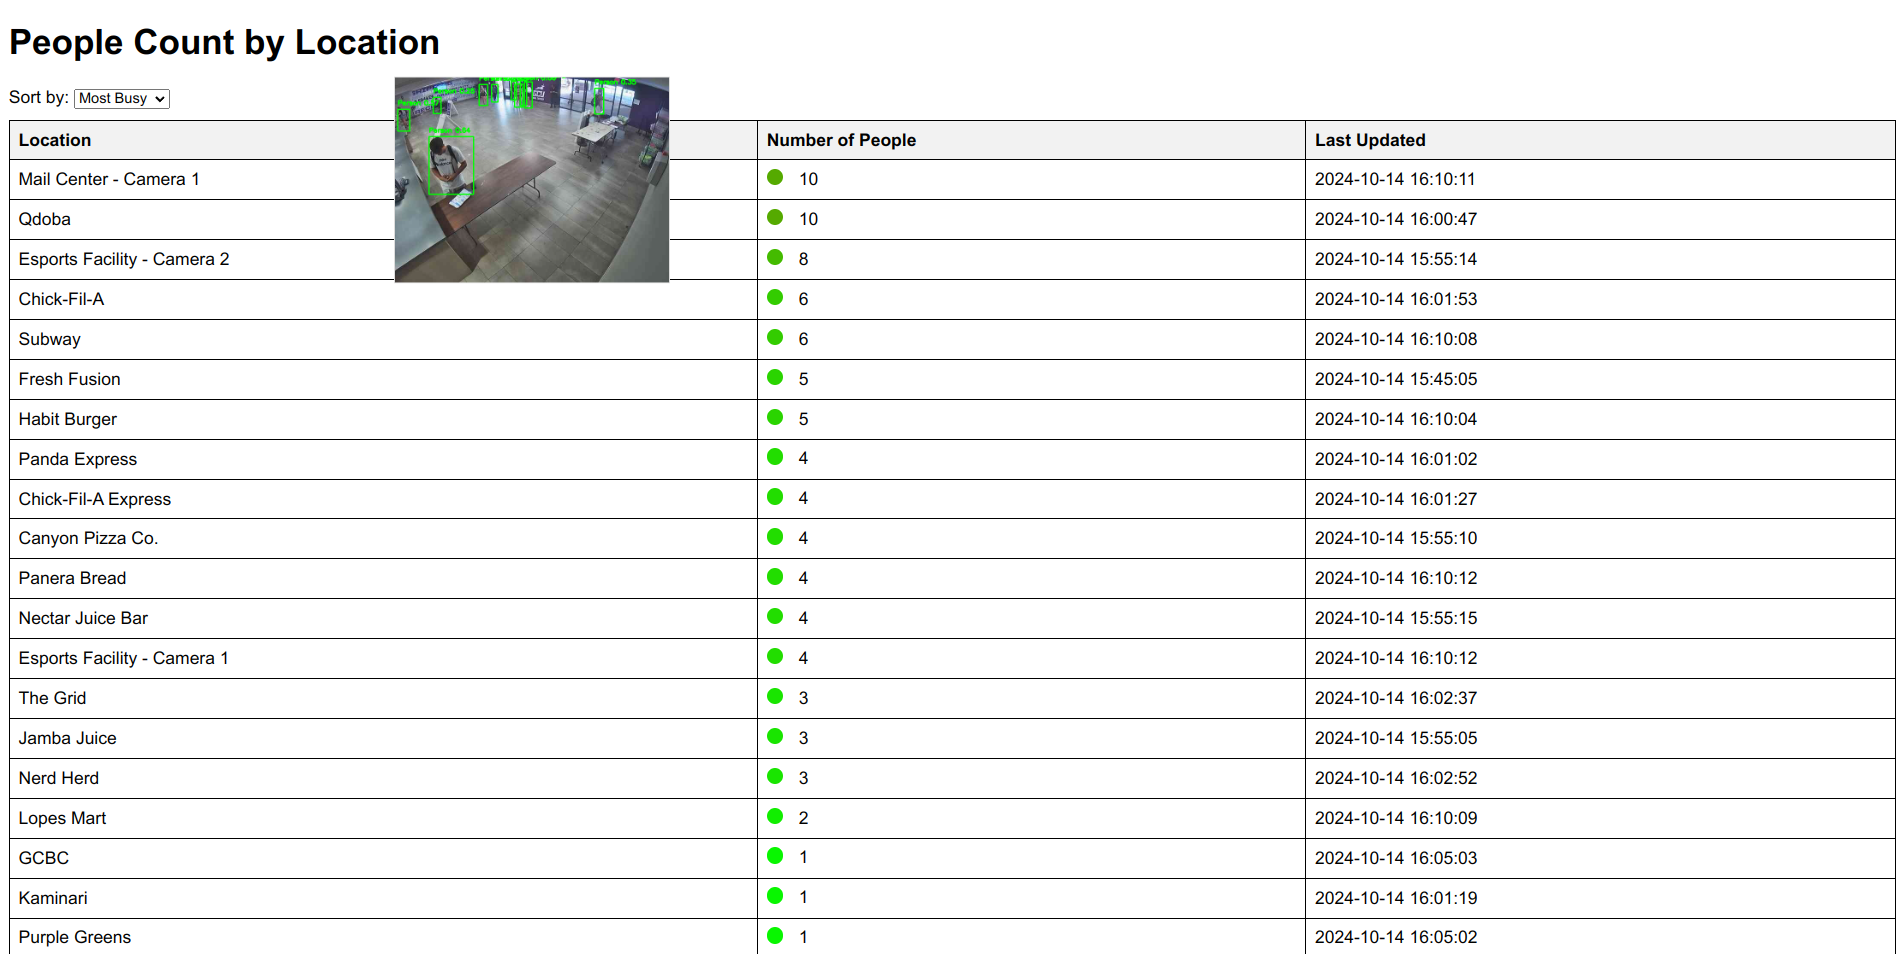 People Count by Location
Sort by: Most Busy
Location Number of People Last Updated
Mail Center - Camera 1 10 2024-10-14 16:10:11
Qdoba 10 2024-10-14 16:00:47
Esports Facility - Camera 2 8 2024-10-14 15:55:14
Chick-Fil-A 6 2024-10-14 16:01:53
Subway 6 2024-10-14 16:10:08
Fresh Fusion 5 2024-10-14 15:45:05
Habit Burger 5 2024-10-14 16:10:04
Panda Express 4 2024-10-14 16:01:02
Chick-Fil-A Express 4 2024-10-14 16:01:27
Canyon Pizza Co. 4 2024-10-14 15:55:10
Panera Bread 4 2024-10-14 16:10:12
Nectar Juice Bar 4 2024-10-14 15:55:15
Esports Facility - Camera 1 4 2024-10-14 16:10:12
The Grid 3 2024-10-14 16:02:37
Jamba Juice 3 2024-10-14 15:55:05
Nerd Herd 3 2024-10-14 16:02:52
Lopes Mart 2 2024-10-14 16:10:09
GCBC 1 2024-10-14 16:05:03
Kaminari 1 2024-10-14 16:01:19
Purple Greens 1 2024-10-14 16:05:02